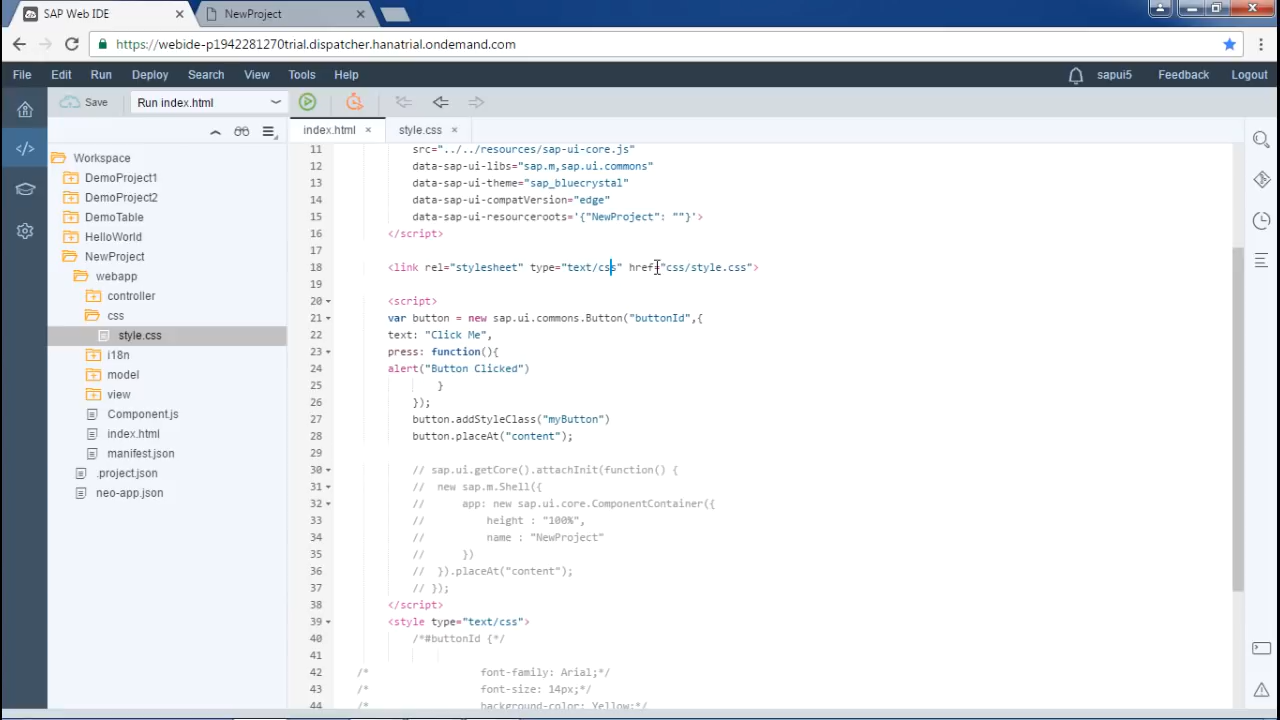 SAP Web IDE
NewProject
https://webide-p1942281270trial.dispatcher.hanatrial.ondemand.com
File Edit Run Deploy Search View Tools Help
sapui5 Feedback Logout
Save Run index.html
index.html style.css
Workspace
DemoProject1
DemoProject2
DemoTable
HelloWorld
NewProject
webapp
controller
css
style.css
i18n
model
view
Component.js
index.html
manifest.json
.project.json
neo-app.json
11 src="../../resources/sap-ui-core.js"
12 data-sap-ui-libs="sap.m,sap.ui.commons"
13 data-sap-ui-theme="sap_bluecrystal"
14 data-sap-ui-compatVersion="edge"
15 data-sap-ui-resourceroots='{"NewProject": ""}'>
16 </script>
17
18 <link rel="stylesheet" type="text/css" href="css/style.css">
19
20 <script>
21 var button = new sap.ui.commons.Button("buttonId",{
22 text: "Click Me",
23 press: function(){
24 alert("Button Clicked")
25 }
26 });
27 button.addStyleClass("myButton")
28 button.placeAt("content");
29
30 // sap.ui.getCore().attachInit(function() {
31 // new sap.m.Shell({
32 // app: new sap.ui.core.ComponentContainer({
33 // height : "100%",
34 // name : "NewProject"
35 // })
36 // }).placeAt("content");
37 // });
38 </script>
39 <style type="text/css">
40 /*#buttonId {*/
41
42 /* font-family: Arial;*/
43 /* font-size: 14px;*/
44 /* background-color: Yellow;*/